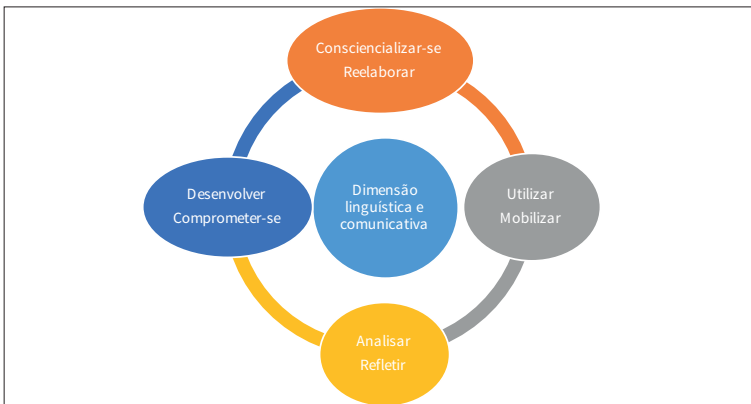 Consciencializar-se
Reelaborar
Desenvolver
Comprometer-se
Dimensão
linguística e
comunicativa
Utilizar
Mobilizar
Analisar
Refletir